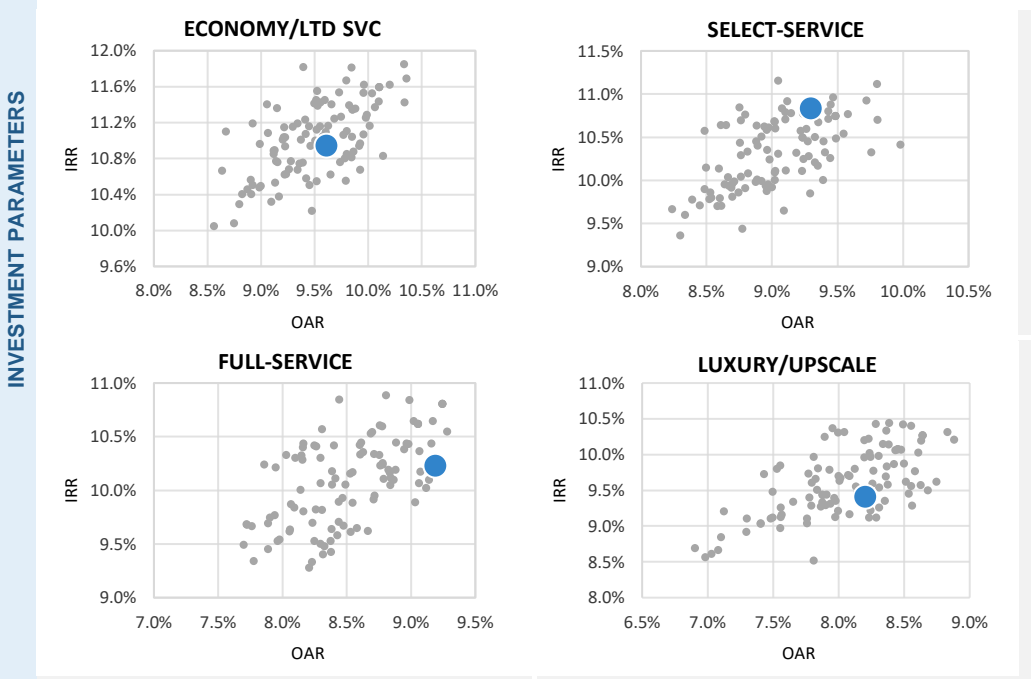 INVESTMENT PARAMETERS
ECONOMY/LTD SVC
12.0%
11.6%
11.2%
10.8%
10.4%
10.0%
9.6%
IRR
8.0% 8.5% 9.0% 9.5% 10.0% 10.5% 11.0%
OAR
SELECT-SERVICE
11.5%
11.0%
10.5%
10.0%
9.5%
9.0%
IRR
8.0% 8.5% 9.0% 9.5% 10.0% 10.5%
OAR
FULL-SERVICE
11.0%
10.5%
10.0%
9.5%
9.0%
IRR
7.0% 7.5% 8.0% 8.5% 9.0% 9.5%
OAR
LUXURY/UPSCALE
11.0%
10.5%
10.0%
9.5%
9.0%
8.5%
8.0%
IRR
6.5% 7.0% 7.5% 8.0% 8.5% 9.0%
OAR